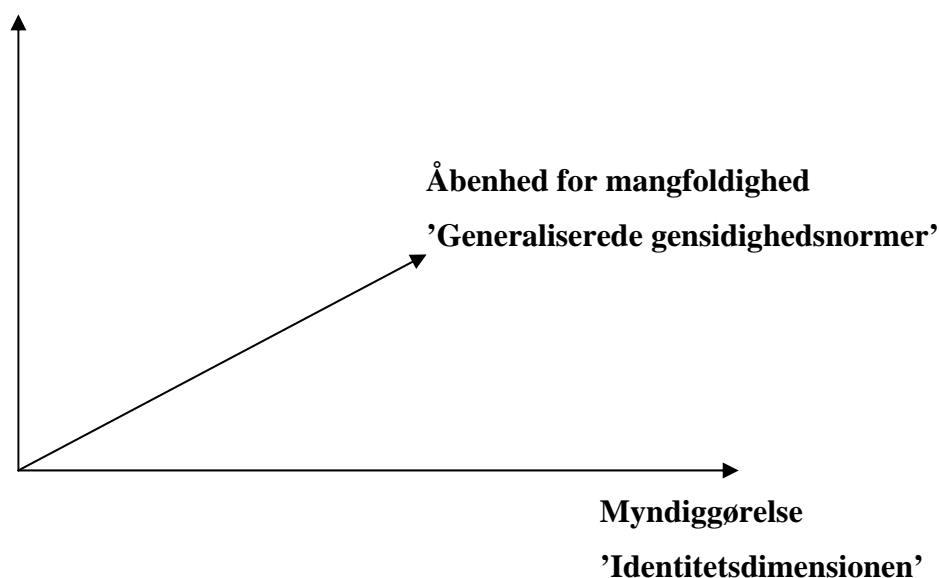 Åbenhed for mangfoldighed
’Generaliserede gensidighedsnormer’
Myndiggørelse
’Identitetsdimensionen’